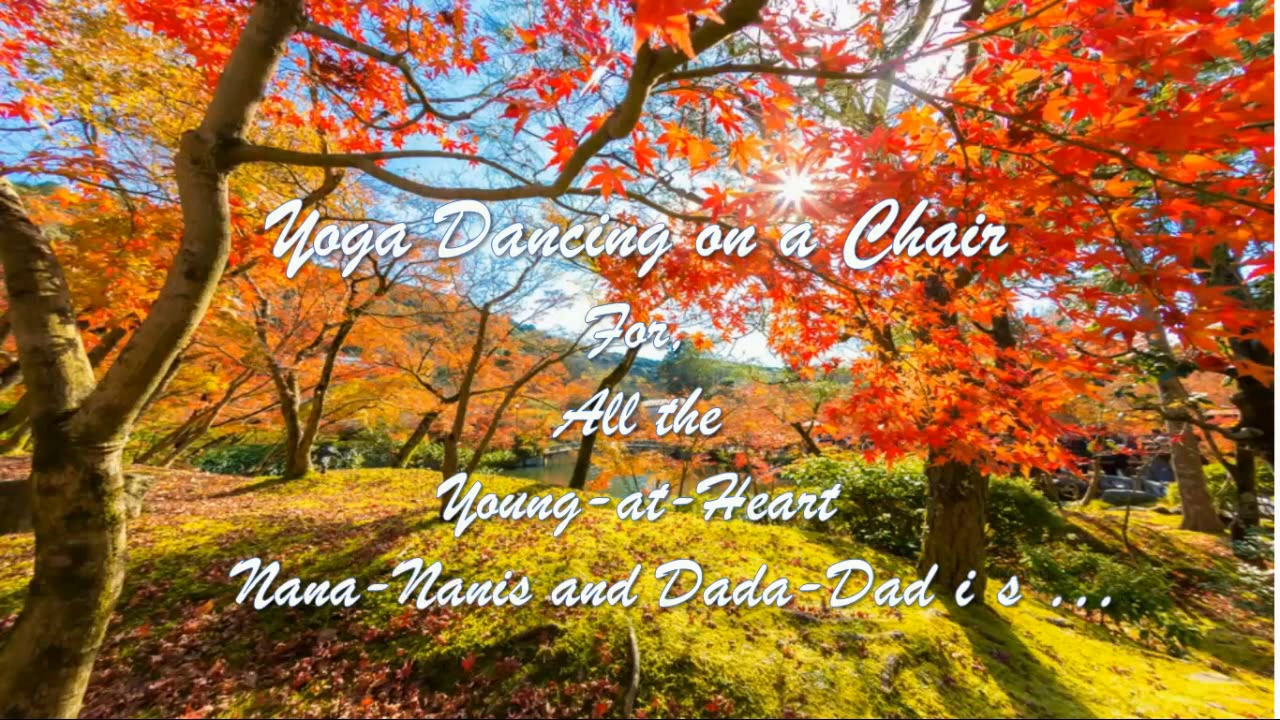 Yoga Dancing on a Chair
For,
All the
Young-at-Heart
Nana-Nanis and Dada-Dad i s ...